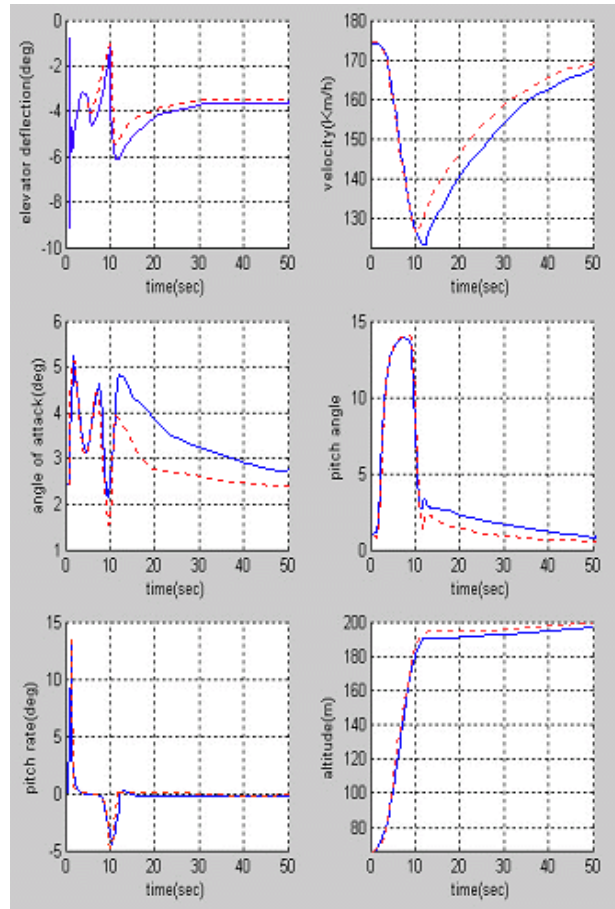 0
-2
-4
-6
-8
-10
0 10 20 30 40 50
time(sec)
elevator deflection(deg)
180
170
160
150
140
130
0 10 20 30 40 50
time(sec)
velocity(Km/h)
6
5
4
3
2
1
0 10 20 30 40 50
time(sec)
angle of attack(deg)
15
10
5
0
0 10 20 30 40 50
time(sec)
pitch angle
15
10
5
0
-5
0 10 20 30 40 50
time(sec)
pitch rate(deg)
200
180
160
140
120
100
80
0 10 20 30 40 50
time(sec)
altitude(m)